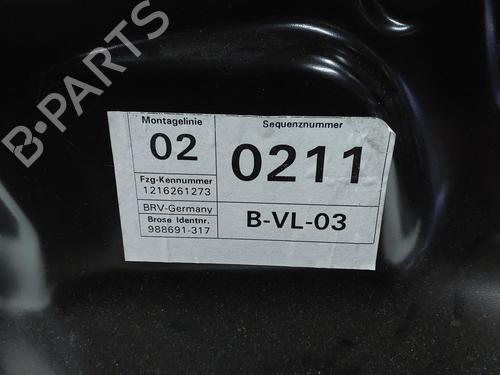 B-PARTS
Montagelinie
Sequenznummer
02
0211
Fzg-Kennummer
1216261273
BRV-Germany
B-VL-03
Brose Identnr.
988691-317